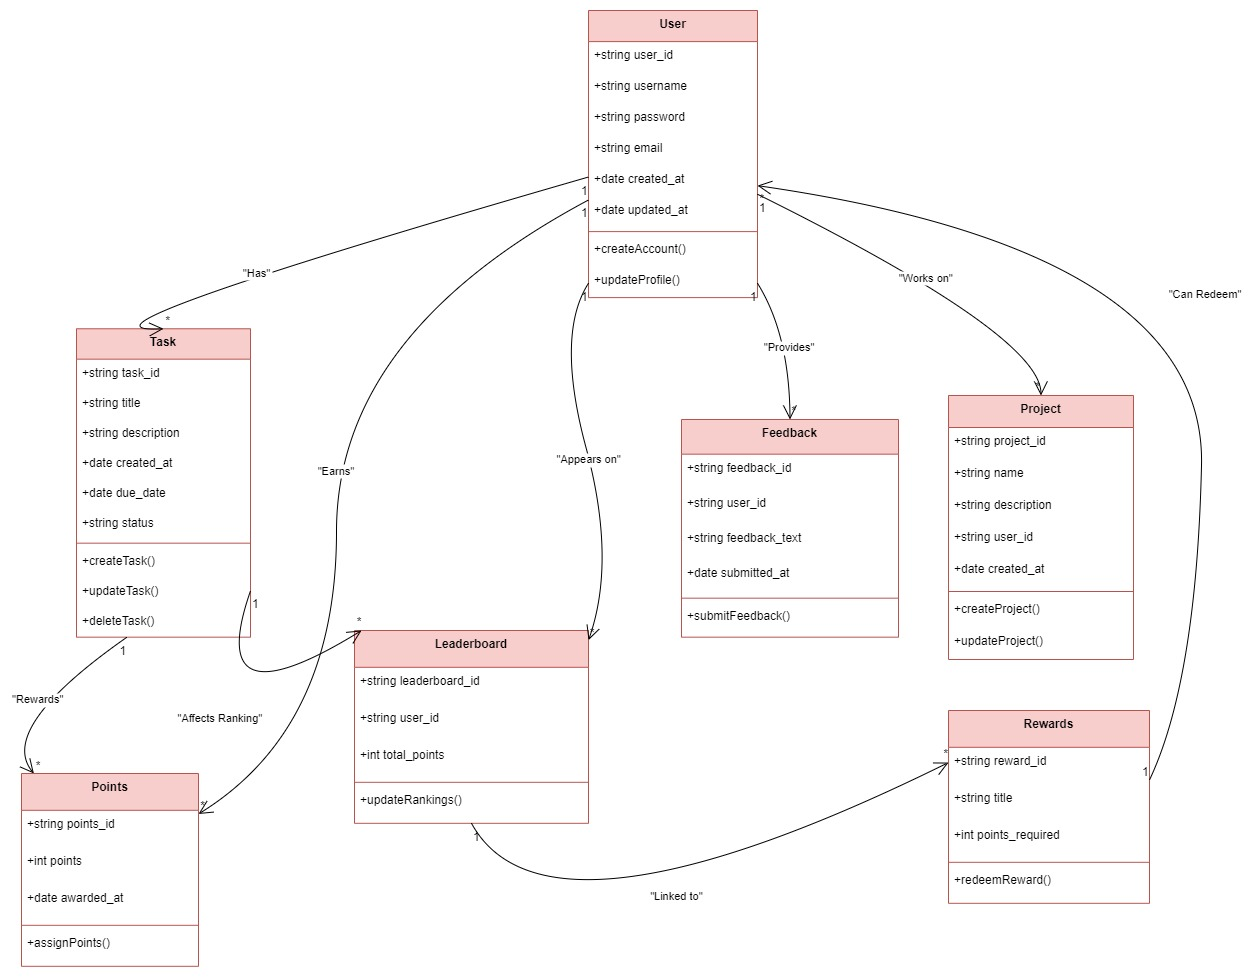 User
+string user_id
+string username
+string password
+string email
+date created_at
+date updated_at
+createAccount()
+updateProfile()
1
1
1
1
*
1
"Has"
*
"Earns"
"Appears on"
"Provides"
"Works on"
"Can Redeem"
Task
+string task_id
+string title
+string description
+date created_at
+date due_date
+string status
+createTask()
+updateTask()
+deleteTask()
1
1
"Rewards"
*
"Affects Ranking"
*
Points
+string points_id
+int points
+date awarded_at
+assignPoints()
*
Leaderboard
+string leaderboard_id
+string user_id
+int total_points
+updateRankings()
*
1
"Linked to"
*
Feedback
+string feedback_id
+string user_id
+string feedback_text
+date submitted_at
+submitFeedback()
*
Project
+string project_id
+string name
+string description
+string user_id
+date created_at
+createProject()
+updateProject()
*
Rewards
+string reward_id
+string title
+int points_required
+redeemReward()
1